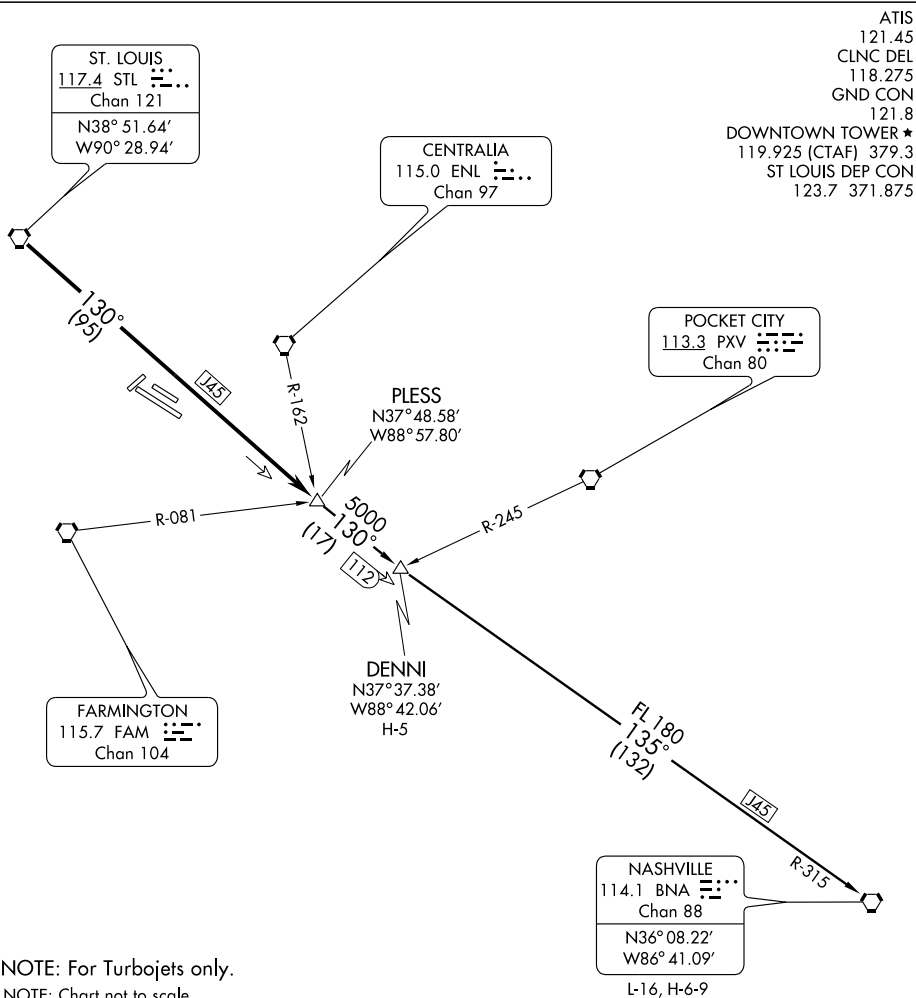 ATIS
121.45
CLNC DEL
118.275
GND CON
121.8
DOWNTOWN TOWER ★
119.925 (CTAF) 379.3
ST LOUIS DEP CON
123.7 371.875
ST. LOUIS
117.4 STL
Chan 121
N38° 51.64′
W90° 28.94′
CENTRALIA
115.0 ENL
Chan 97
130°
(95)
J45
R-162
PLESS
N37°48.58′
W88°57.80′
POCKET CITY
113.3 PXV
Chan 80
R-245
R-081
5000
130°
(17)
112
DENNI
N37°37.38′
W88°42.06′
H-5
FARMINGTON
115.7 FAM
Chan 104
FL 180
135°
(132)
J45
R-315
NASHVILLE
114.1 BNA
Chan 88
N36° 08.22′
W86° 41.09′
L-16, H-6-9
NOTE: For Turbojets only.
NOTE: Chart not to scale